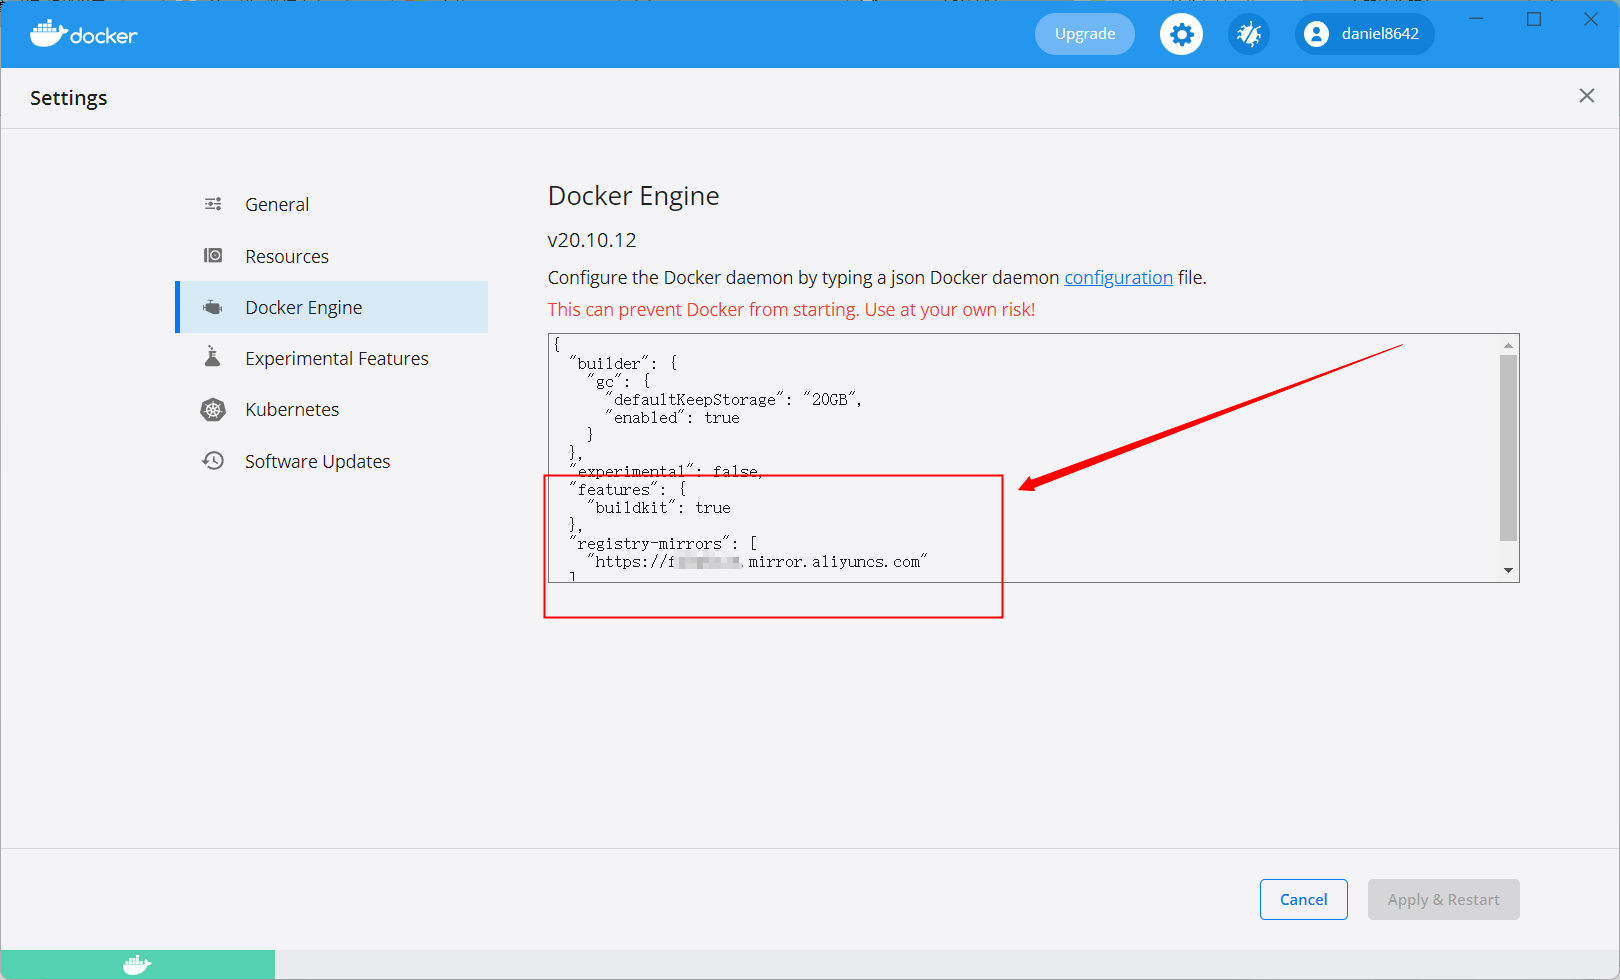 docker
Upgrade
daniel8642
Settings
General
Resources
Docker Engine
Experimental Features
Kubernetes
Software Updates
Docker Engine
v20.10.12
Configure the Docker daemon by typing a json Docker daemon configuration file.
This can prevent Docker from starting. Use at your own risk!
{
"builder": {
"gc": {
"defaultKeepStorage": "20GB",
"enabled": true
}
},
"experimental": false,
"features": {
"buildkit": true
},
"registry-mirrors": [
"https://f .mirror.aliyuncs.com"
]
Cancel
Apply & Restart